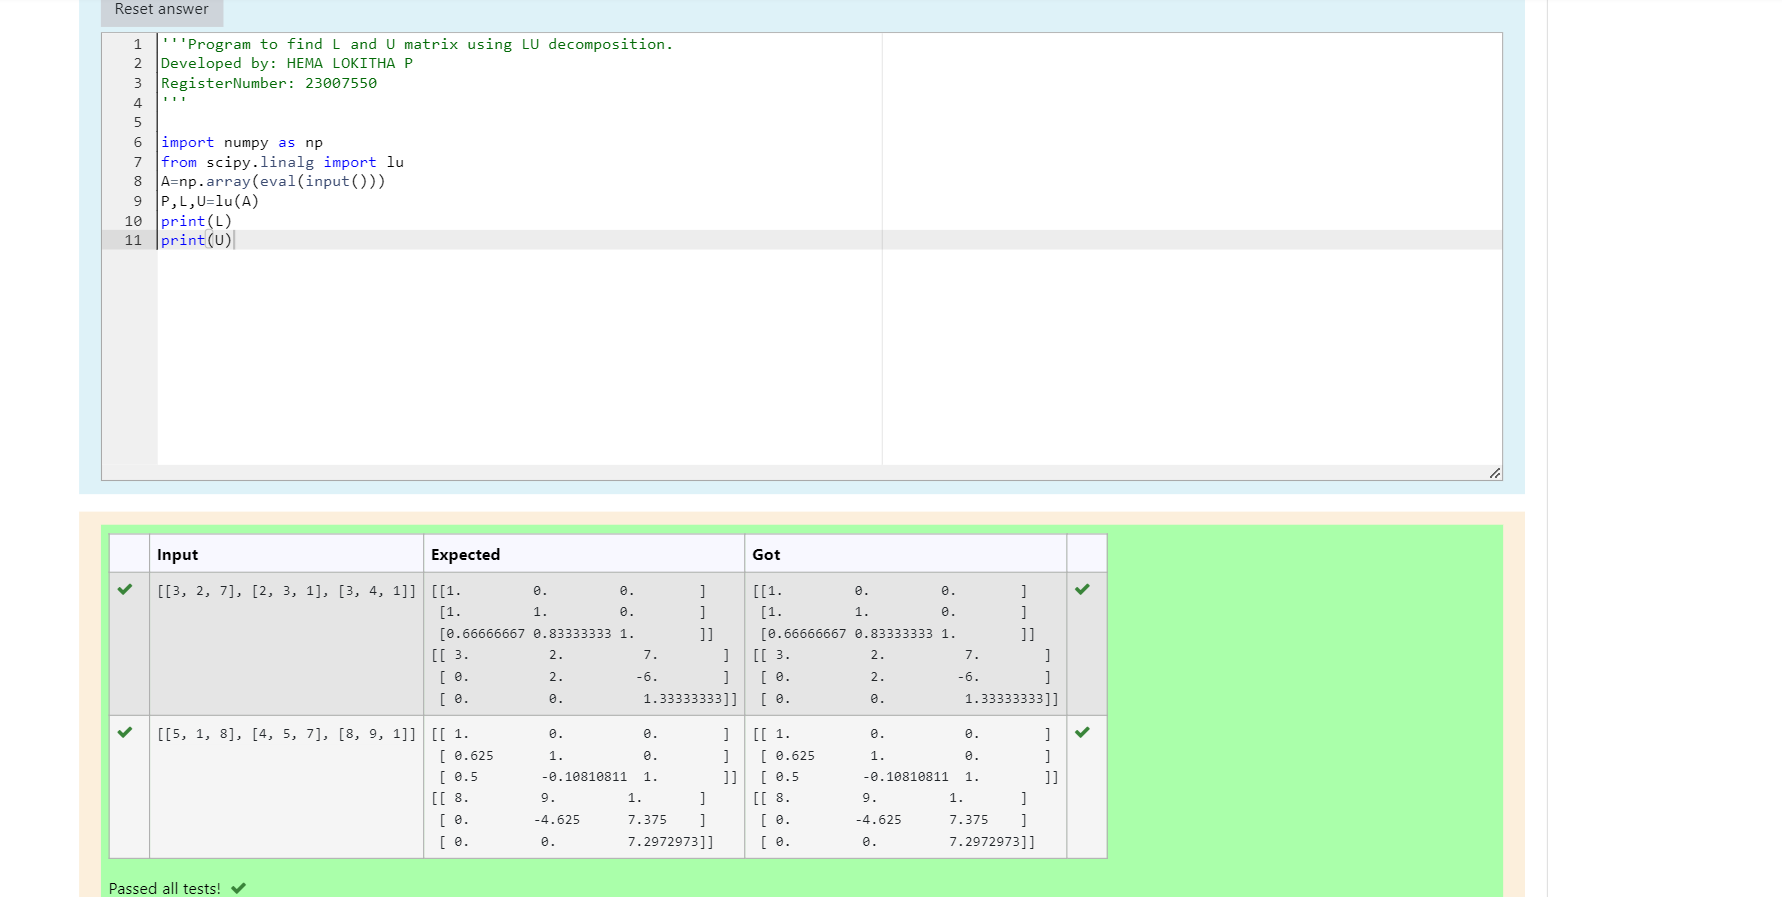 Reset answer
1 '''Program to find L and U matrix using LU decomposition.
2 Developed by: HEMA LOKITHA P
3 RegisterNumber: 23007550
4 '''
5
6 import numpy as np
7 from scipy.linalg import lu
8 A=np.array(eval(input()))
9 P,L,U=lu(A)
10 print(L)
11 print(U)
Input Expected Got
[[3, 2, 7], [2, 3, 1], [3, 4, 1]] [[1. 0. 0. ] [[1. 0. 0. ]
[1. 1. 0. ] [1. 1. 0. ]
[0.66666667 0.83333333 1. ]] [0.66666667 0.83333333 1. ]]
[[ 3. 2. 7. ] [[ 3. 2. 7. ]
[ 0. 2. -6. ] [ 0. 2. -6. ]
[ 0. 0. 1.33333333]] [ 0. 0. 1.33333333]]
[[5, 1, 8], [4, 5, 7], [8, 9, 1]] [[ 1. 0. 0. ] [[ 1. 0. 0. ]
[ 0.625 1. 0. ] [ 0.625 1. 0. ]
[ 0.5 -0.10810811 1. ]] [ 0.5 -0.10810811 1. ]]
[[ 8. 9. 1. ] [[ 8. 9. 1. ]
[ 0. -4.625 7.375 ] [ 0. -4.625 7.375 ]
[ 0. 0. 7.2972973]] [ 0. 0. 7.2972973]]
Passed all tests!